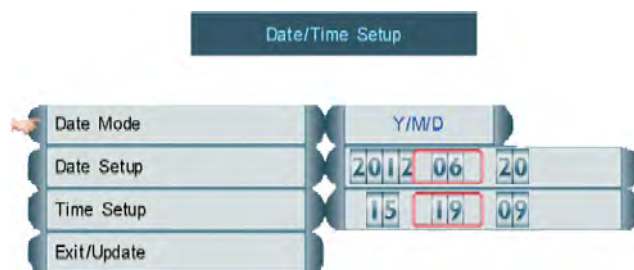 Date/Time Setup
Date Mode Y/M/D
Date Setup 2012 06 20
Time Setup 15 19 09
Exit/Update